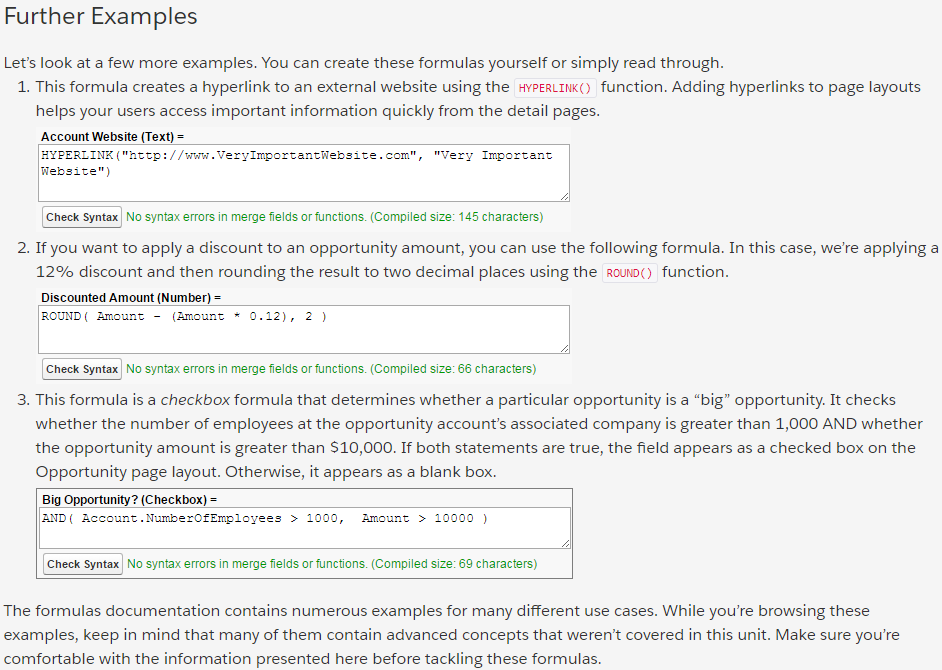 Further Examples
Let’s look at a few more examples. You can create these formulas yourself or simply read through.
1. This formula creates a hyperlink to an external website using the HYPERLINK() function. Adding hyperlinks to page layouts
helps your users access important information quickly from the detail pages.
Account Website (Text) =
HYPERLINK("http://www.VeryImportantWebsite.com", "Very Important
Website")
Check Syntax No syntax errors in merge fields or functions. (Compiled size: 145 characters)
2. If you want to apply a discount to an opportunity amount, you can use the following formula. In this case, we’re applying a
12% discount and then rounding the result to two decimal places using the ROUND() function.
Discounted Amount (Number) =
ROUND( Amount - (Amount * 0.12), 2 )
Check Syntax No syntax errors in merge fields or functions. (Compiled size: 66 characters)
3. This formula is a checkbox formula that determines whether a particular opportunity is a “big” opportunity. It checks
whether the number of employees at the opportunity account’s associated company is greater than 1,000 AND whether
the opportunity amount is greater than $10,000. If both statements are true, the field appears as a checked box on the
Opportunity page layout. Otherwise, it appears as a blank box.
Big Opportunity? (Checkbox) =
AND( Account.NumberOfEmployees > 1000,  Amount > 10000 )
Check Syntax No syntax errors in merge fields or functions. (Compiled size: 69 characters)
The formulas documentation contains numerous examples for many different use cases. While you’re browsing these
examples, keep in mind that many of them contain advanced concepts that weren’t covered in this unit. Make sure you’re
comfortable with the information presented here before tackling these formulas.